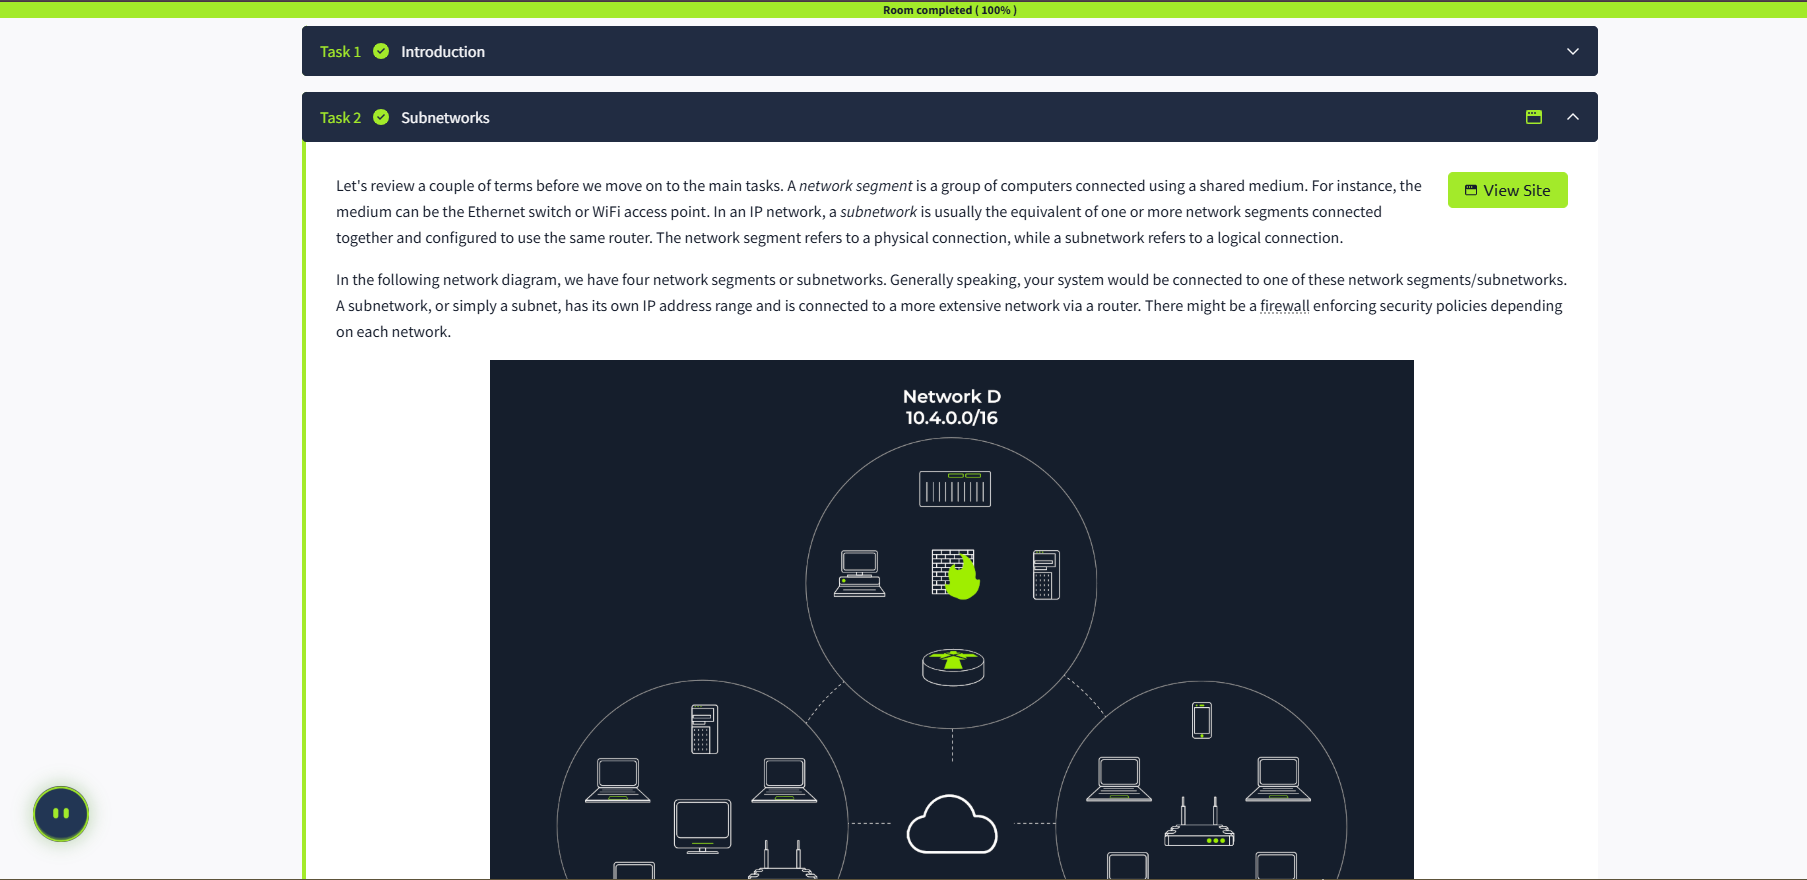 Room completed ( 100% )
Task 1 Introduction
Task 2 Subnetworks
Let's review a couple of terms before we move on to the main tasks. A network segment is a group of computers connected using a shared medium. For instance, the
medium can be the Ethernet switch or WiFi access point. In an IP network, a subnetwork is usually the equivalent of one or more network segments connected
together and configured to use the same router. The network segment refers to a physical connection, while a subnetwork refers to a logical connection.
View Site
In the following network diagram, we have four network segments or subnetworks. Generally speaking, your system would be connected to one of these network segments/subnetworks.
A subnetwork, or simply a subnet, has its own IP address range and is connected to a more extensive network via a router. There might be a firewall enforcing security policies depending
on each network.
Network D
10.4.0.0/16